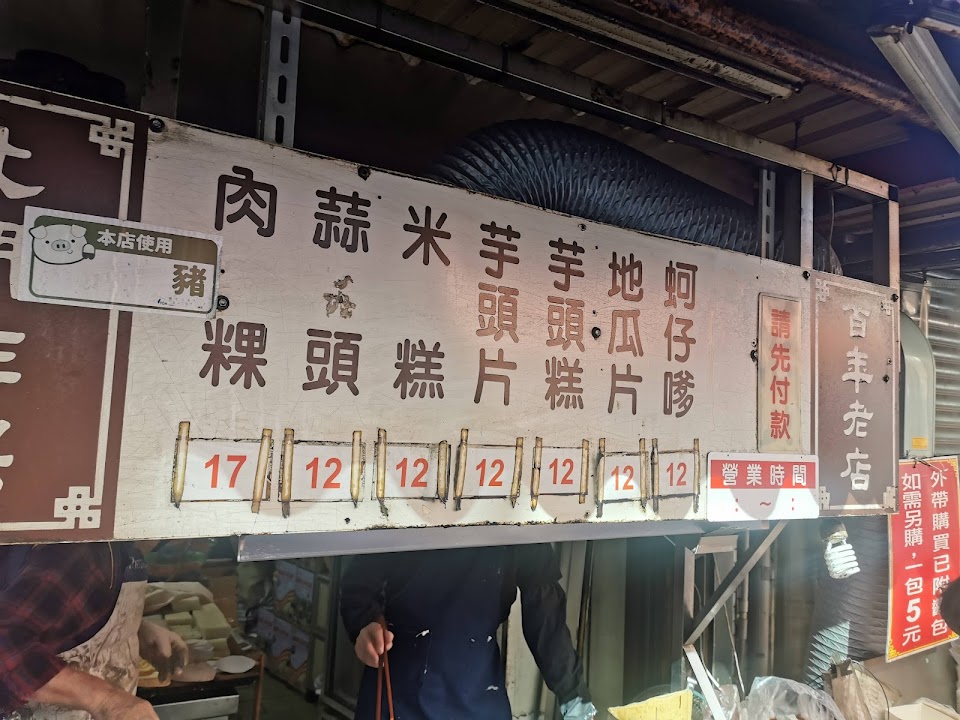 本店使用
豬
肉粿
蒜頭
米糕
芋頭片
芋頭糕
地瓜片
蚵仔嗲
17
12
12
12
12
12
12
請先付款
營業時間
: ~ :
百年老店
外帶購買已附醬包
如需另購，一包5元